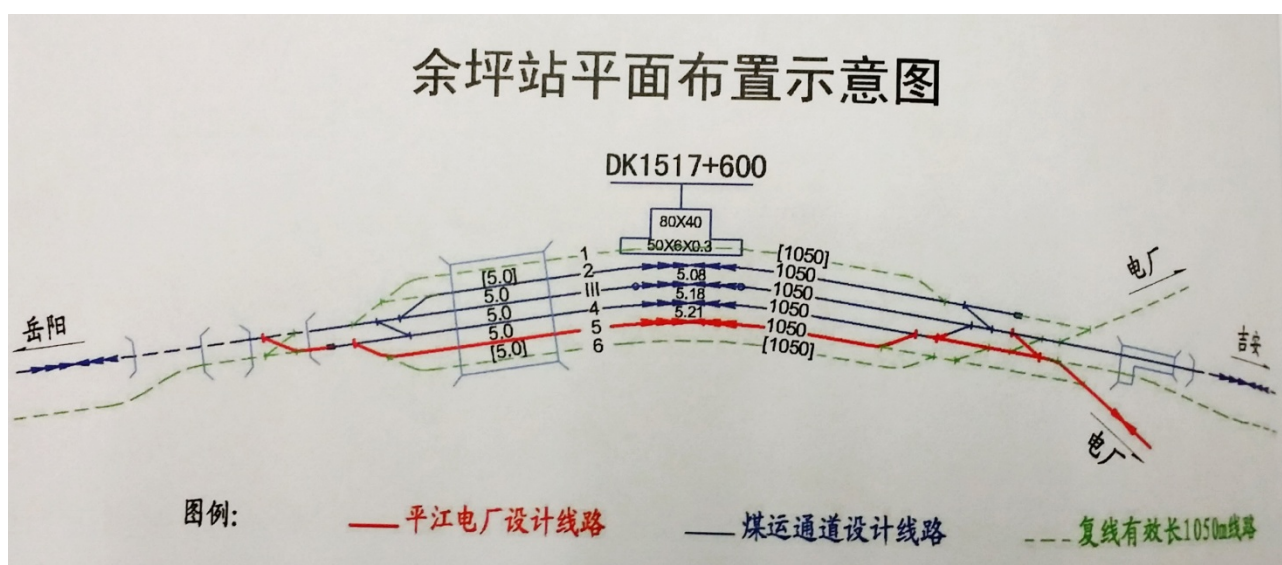 余坪站平面布置示意图
DK1517+600
80X40
50X6X0.3
1 [1050]
[5.0] 2 5.08 1050
5.0 III 5.18 1050
5.0 4 5.21 1050
5.0 5 1050
[5.0] 6 [1050]
岳阳
电厂
吉安
电厂
图例:
平江电厂设计线路
煤运通道设计线路
复线有效长1050m线路